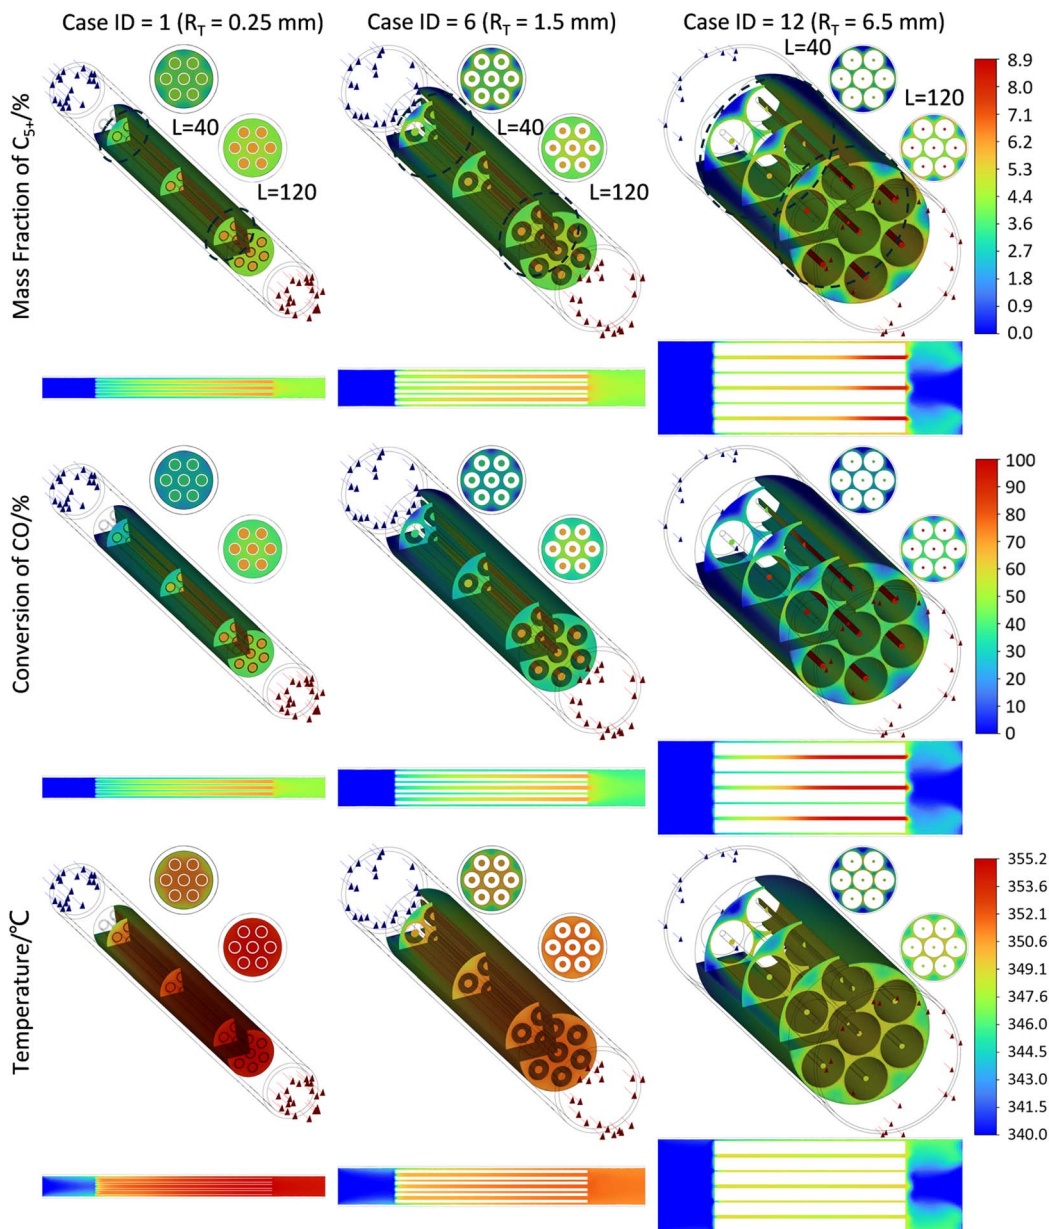 Case ID = 1 (R_T = 0.25 mm)
Case ID = 6 (R_T = 1.5 mm)
Case ID = 12 (R_T = 6.5 mm)
Mass Fraction of C_5+/%
L=40
L=120
L=40
L=120
L=40
L=120
8.9
8.0
7.1
6.2
5.3
4.4
3.6
2.7
1.8
0.9
0.0
Conversion of CO/%
100
90
80
70
60
50
40
30
20
10
0
Temperature/°C
355.2
353.6
352.1
350.6
349.1
347.6
346.0
344.5
343.0
341.5
340.0